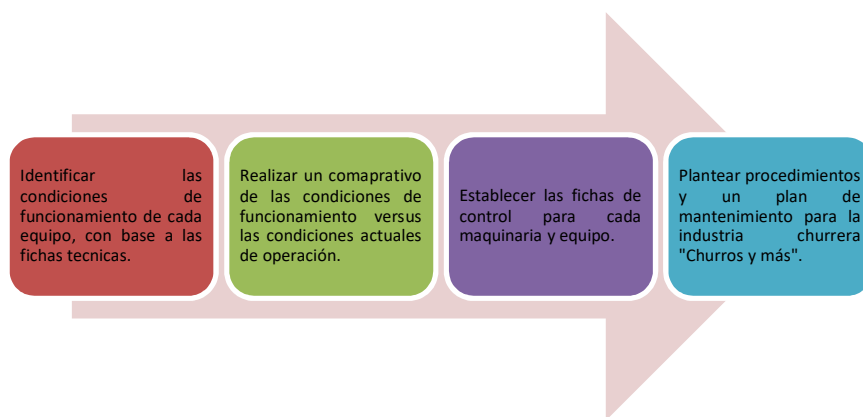 Identificar las
condiciones de
funcionamiento de cada
equipo, con base a las
fichas tecnicas.
Realizar un comaprativo
de las condiciones de
funcionamiento versus
las condiciones actuales
de operación.
Establecer las fichas de
control para cada
maquinaria y equipo.
Plantear procedimientos
y un plan de
mantenimiento para la
industria churrera
"Churros y más".